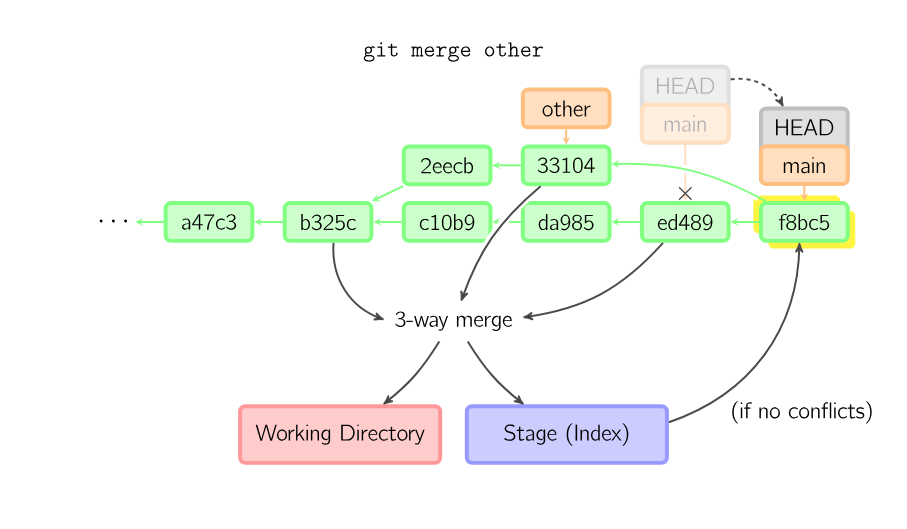 git merge other
HEAD
main
other
HEAD
main
2eecb
33104
... a47c3 b325c c10b9 da985 ed489 f8bc5
3-way merge
(if no conflicts)
Working Directory
Stage (Index)